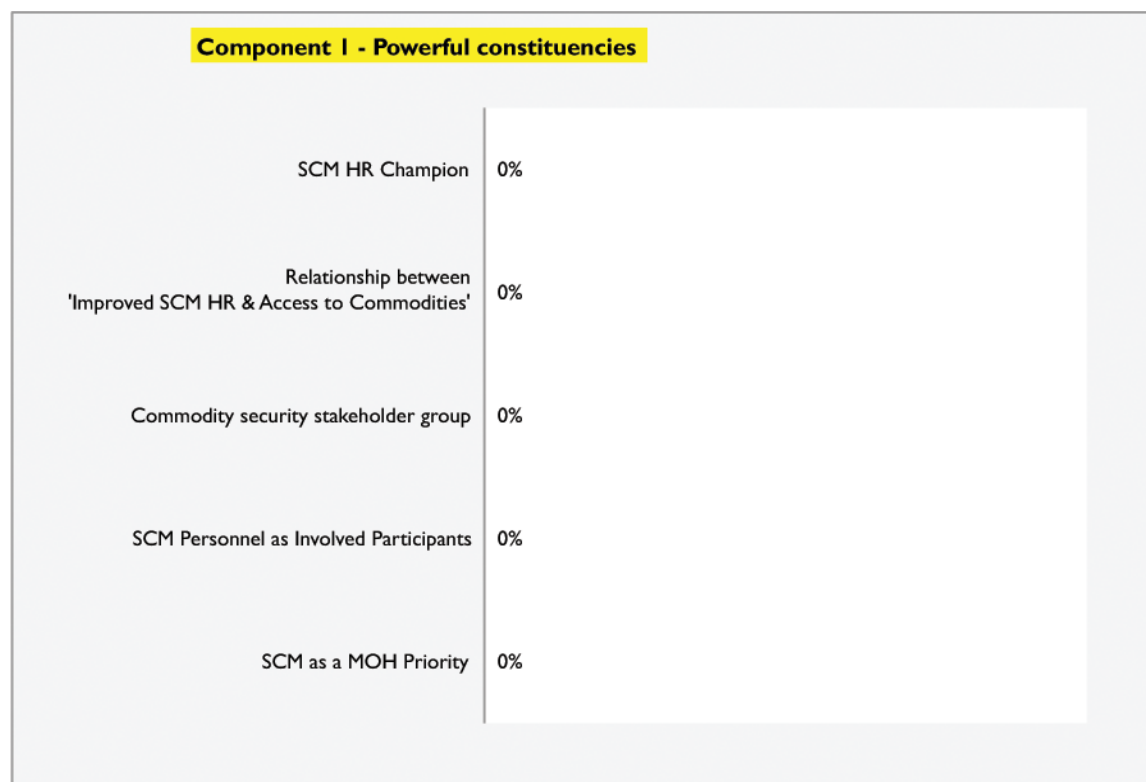 Component 1 - Powerful constituencies
SCM HR Champion 0%
Relationship between
'Improved SCM HR & Access to Commodities' 0%
Commodity security stakeholder group 0%
SCM Personnel as Involved Participants 0%
SCM as a MOH Priority 0%